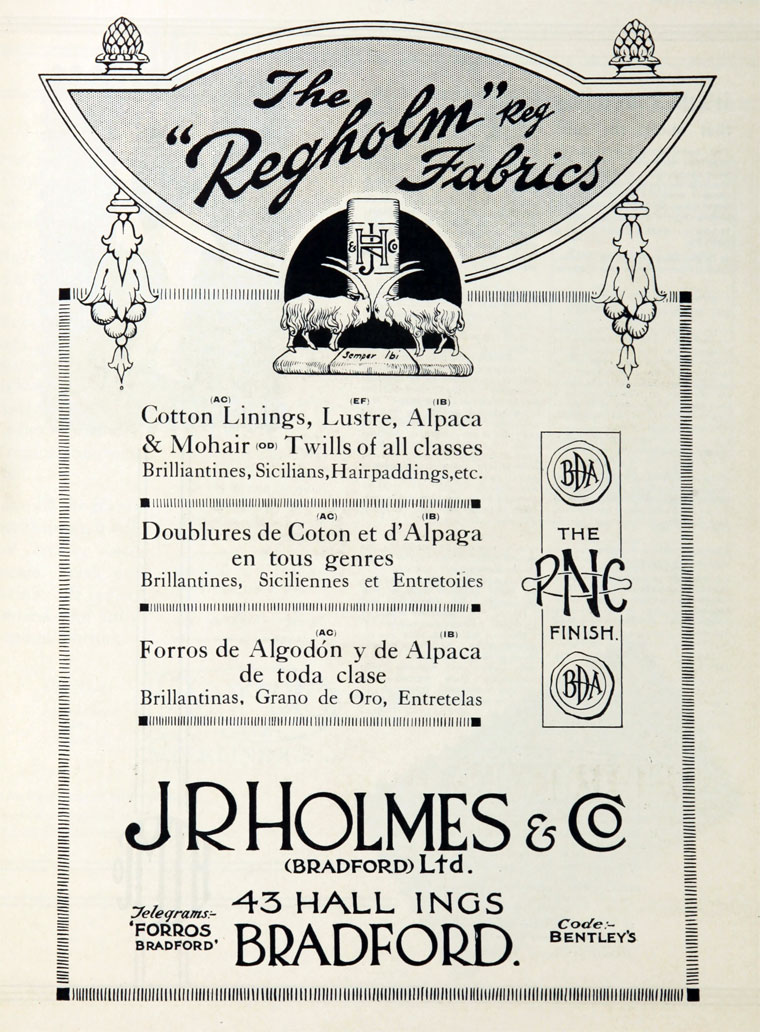 The
"Regholm" Reg
Fabrics
& JRH Co
Semper Ibi
(AC) (EF) (IB)
Cotton Linings, Lustre, Alpaca
& Mohair (OD) Twills of all classes
Brilliantines, Sicilians, Hairpaddings, etc.
(AC) (IB)
Doublures de Coton et d'Alpaga
en tous genres
Brillantines, Siciliennes et Entretoiles
(AC) (IB)
Forros de Algodón y de Alpaca
de toda clase
Brillantinas, Grano de Oro, Entretelas
BDA
THE
PNC
FINISH.
BDA
J R HOLMES & Co
(BRADFORD) Ltd.
43 HALL INGS
BRADFORD.
Telegrams:-
'FORROS
BRADFORD'
Code:-
BENTLEY'S